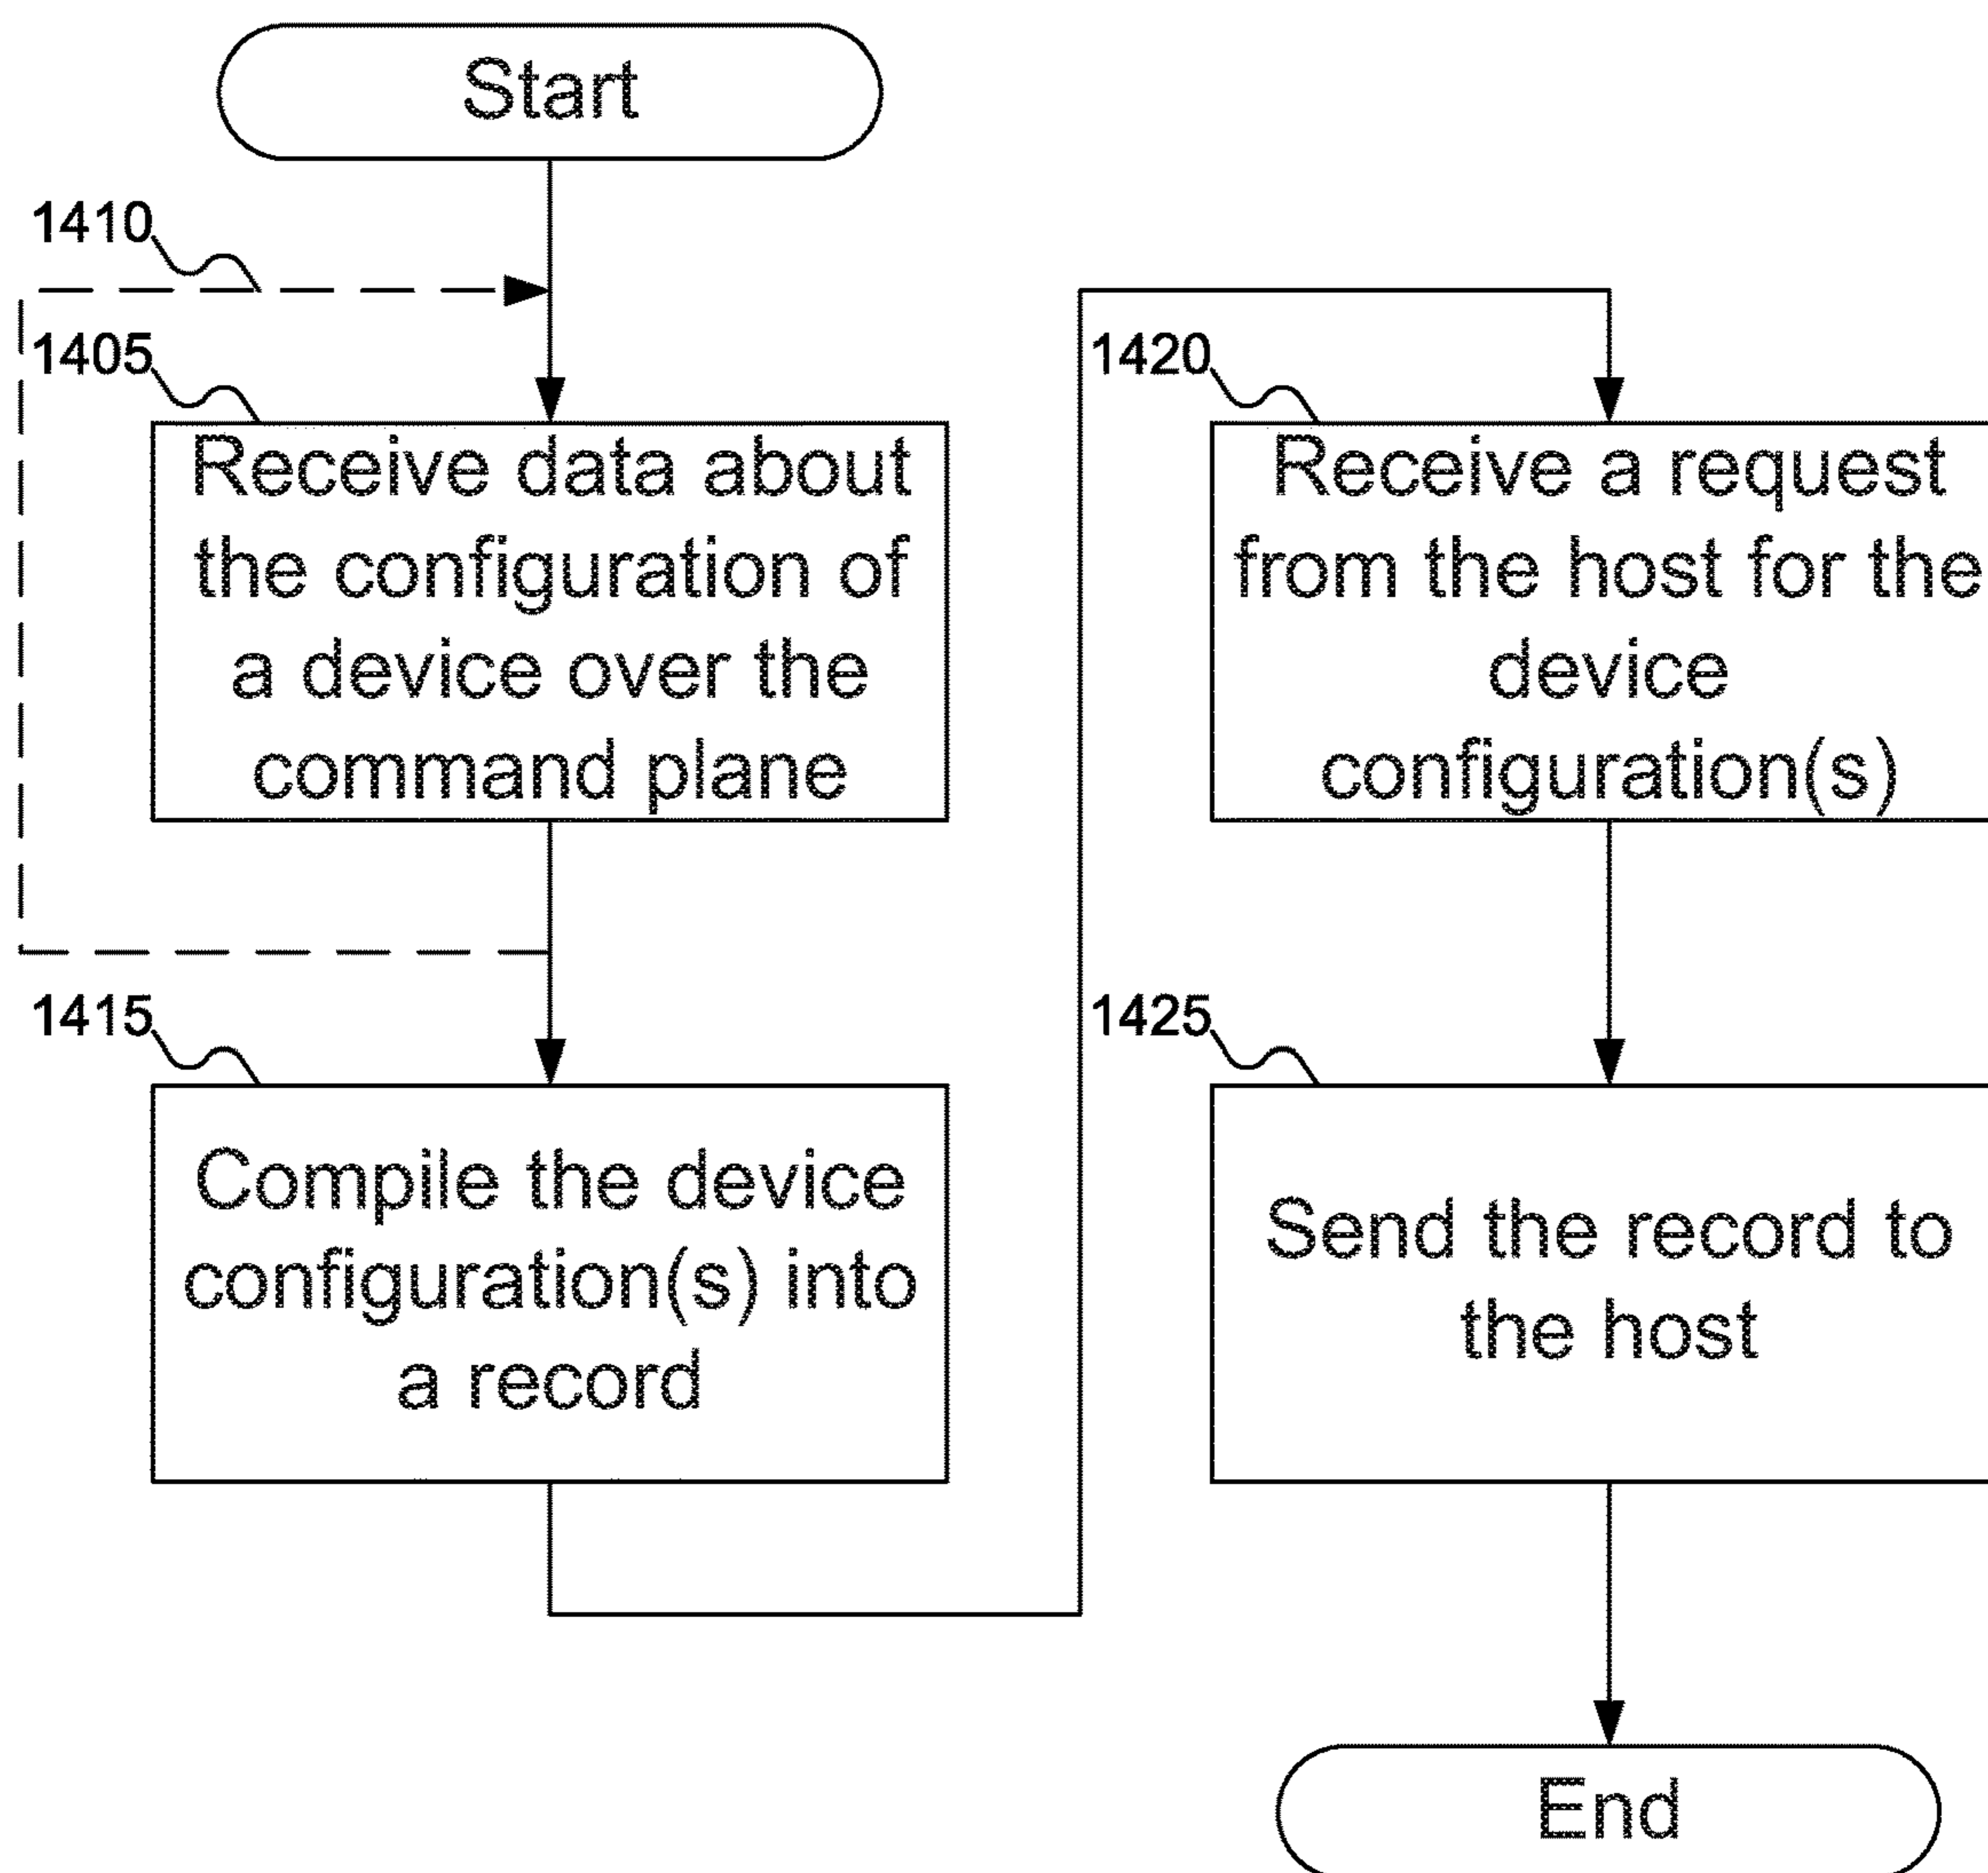 Start
1410
1405
Receive data about
the configuration of
a device over the
command plane
1415
Compile the device
configuration(s) into
a record
1420
Receive a request
from the host for the
device
configuration(s)
1425
Send the record to
the host
End